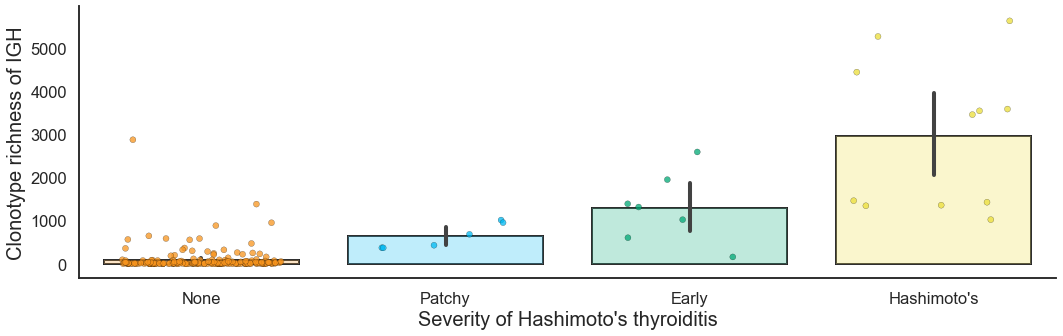 Clonotype richness of IGH
5000
4000
3000
2000
1000
0
None
Patchy
Early
Hashimoto's
Severity of Hashimoto's thyroiditis